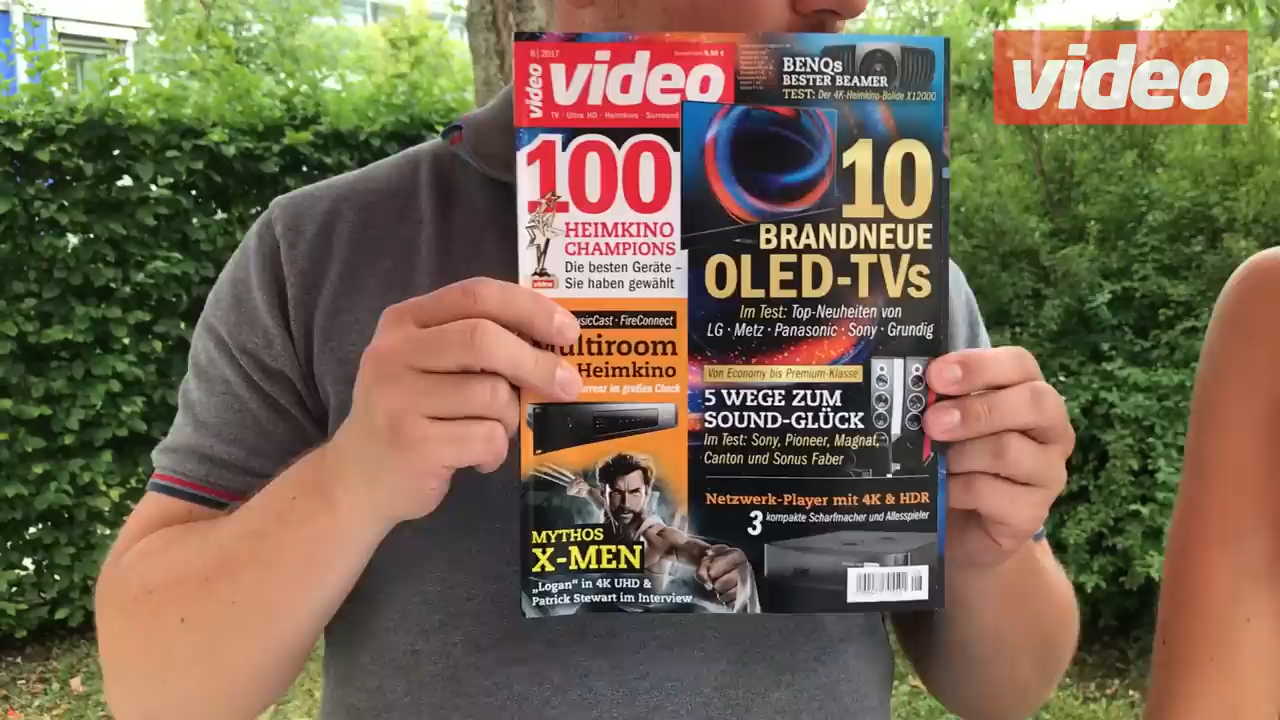 video
8 | 2017
video
video
TV · Ultra HD · Heimkino · Surround
BENQs
BESTER BEAMER
TEST: Der 4K-Heimkino-Bolide X12000
100
HEIMKINO
CHAMPIONS
Die besten Geräte –
Sie haben gewählt
video
10
BRANDNEUE
OLED-TVs
Im Test: Top-Neuheiten von
LG · Metz · Panasonic · Sony · Grundig
MusicCast · FireConnect
Multiroom
Heimkino
im großen Check
Von Economy bis Premium-Klasse
5 WEGE ZUM
SOUND-GLÜCK
Im Test: Sony, Pioneer, Magnat,
Canton und Sonus Faber
Netzwerk-Player mit 4K & HDR
3 kompakte Scharfmacher und Allesspieler
MYTHOS
X-MEN
„Logan“ in 4K UHD &
Patrick Stewart im Interview